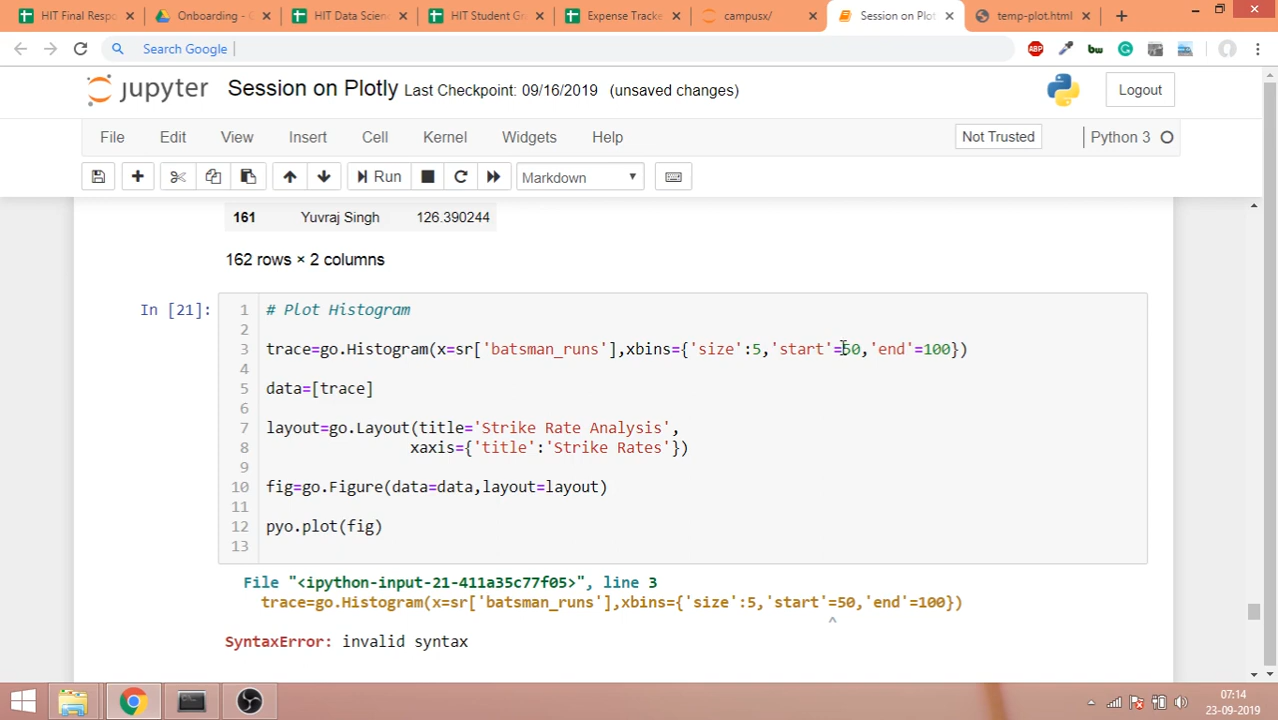 HIT Final Respo
Onboarding - G
HIT Data Scienc
HIT Student Gr
Expense Tracke
campusx/
Session on Plotl
temp-plot.html
Search Google
ABP
bw
jupyter Session on Plotly Last Checkpoint: 09/16/2019 (unsaved changes)
Logout
File Edit View Insert Cell Kernel Widgets Help
Not Trusted
Python 3
Run
Markdown
161 Yuvraj Singh 126.390244
162 rows × 2 columns
In [21]:
1 # Plot Histogram
2
3 trace=go.Histogram(x=sr['batsman_runs'],xbins={'size':5,'start'=50,'end'=100})
4
5 data=[trace]
6
7 layout=go.Layout(title='Strike Rate Analysis',
8 xaxis={'title':'Strike Rates'})
9
10 fig=go.Figure(data=data,layout=layout)
11
12 pyo.plot(fig)
13
File "<ipython-input-21-411a35c77f05>", line 3
trace=go.Histogram(x=sr['batsman_runs'],xbins={'size':5,'start'=50,'end'=100})
^
SyntaxError: invalid syntax
07:14
23-09-2019